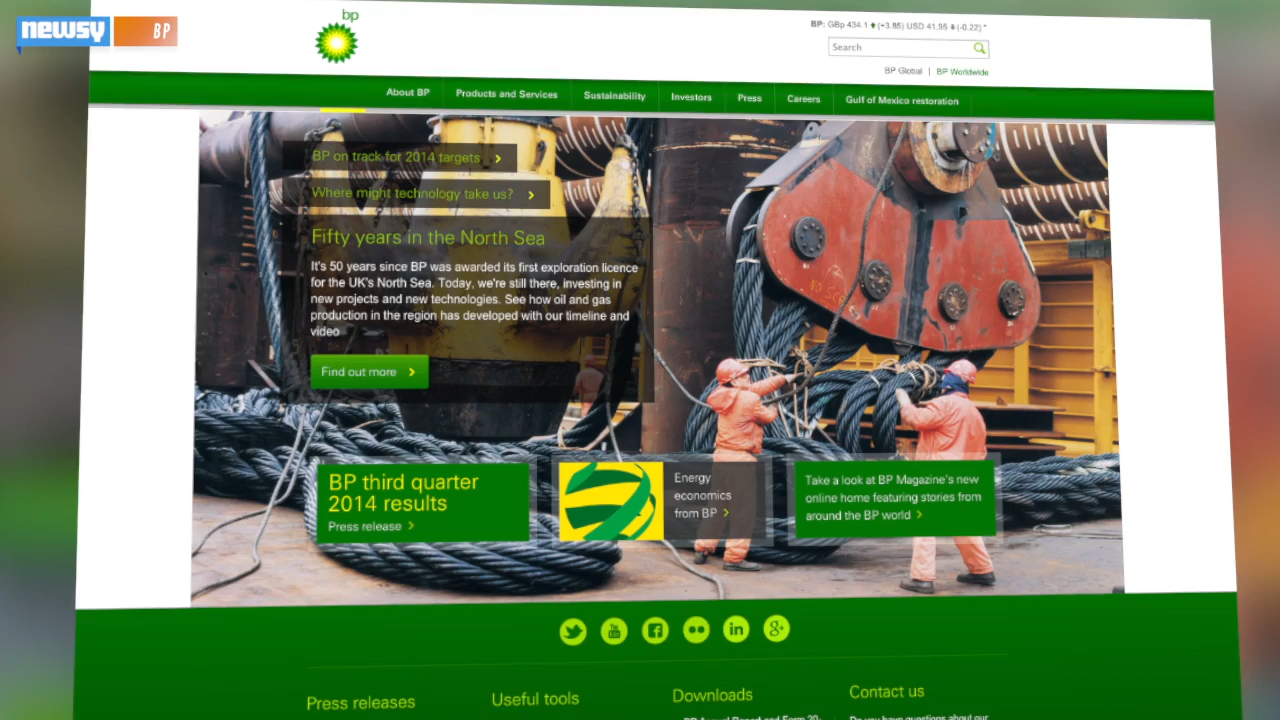 newsy BP
bp
BP: GBp 434.1 (+3.85) USD 41.95 (-0.22)
Search
BP Global | BP Worldwide
About BP Products and Services Sustainability Investors Press Careers Gulf of Mexico restoration
BP on track for 2014 targets
Where might technology take us?
Fifty years in the North Sea
It's 50 years since BP was awarded its first exploration licence
for the UK's North Sea. Today, we're still there, investing in
new projects and new technologies. See how oil and gas
production in the region has developed with our timeline and
video
Find out more
BP third quarter
2014 results
Press release
Energy
economics
from BP
Take a look at BP Magazine's new
online home featuring stories from
around the BP world
Press releases Useful tools Downloads Contact us